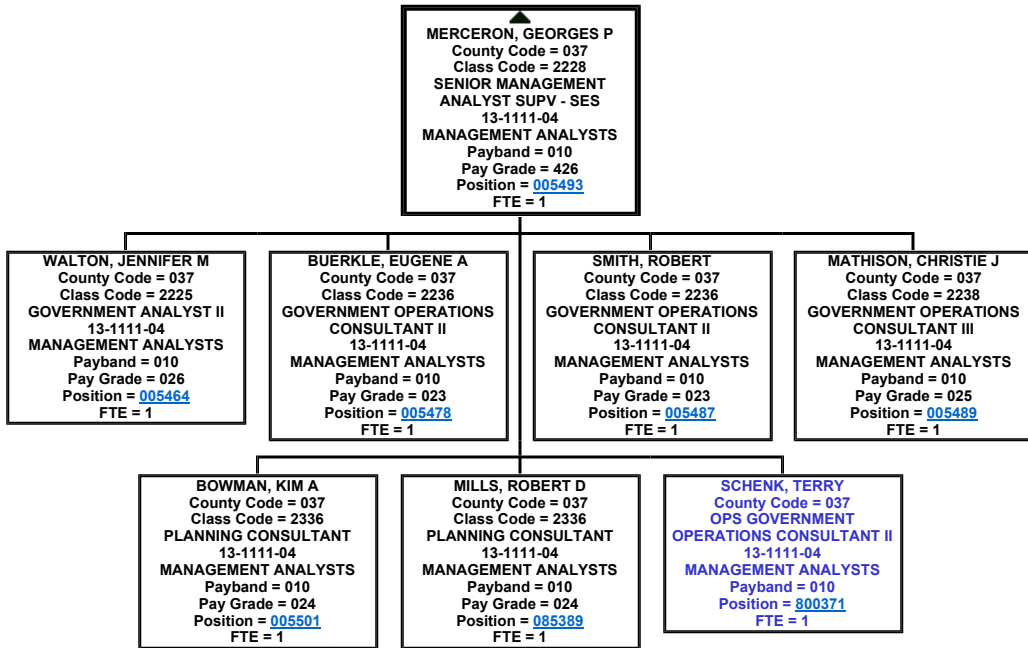 MERCERON, GEORGES P
County Code = 037
Class Code = 2228
SENIOR MANAGEMENT
ANALYST SUPV - SES
13-1111-04
MANAGEMENT ANALYSTS
Payband = 010
Pay Grade = 426
Position = 005493
FTE = 1
WALTON, JENNIFER M
County Code = 037
Class Code = 2225
GOVERNMENT ANALYST II
13-1111-04
MANAGEMENT ANALYSTS
Payband = 010
Pay Grade = 026
Position = 005464
FTE = 1
BUERKLE, EUGENE A
County Code = 037
Class Code = 2236
GOVERNMENT OPERATIONS
CONSULTANT II
13-1111-04
MANAGEMENT ANALYSTS
Payband = 010
Pay Grade = 023
Position = 005478
FTE = 1
SMITH, ROBERT
County Code = 037
Class Code = 2236
GOVERNMENT OPERATIONS
CONSULTANT II
13-1111-04
MANAGEMENT ANALYSTS
Payband = 010
Pay Grade = 023
Position = 005487
FTE = 1
MATHISON, CHRISTIE J
County Code = 037
Class Code = 2238
GOVERNMENT OPERATIONS
CONSULTANT III
13-1111-04
MANAGEMENT ANALYSTS
Payband = 010
Pay Grade = 025
Position = 005489
FTE = 1
BOWMAN, KIM A
County Code = 037
Class Code = 2336
PLANNING CONSULTANT
13-1111-04
MANAGEMENT ANALYSTS
Payband = 010
Pay Grade = 024
Position = 005501
FTE = 1
MILLS, ROBERT D
County Code = 037
Class Code = 2336
PLANNING CONSULTANT
13-1111-04
MANAGEMENT ANALYSTS
Payband = 010
Pay Grade = 024
Position = 085389
FTE = 1
SCHENK, TERRY
County Code = 037
OPS GOVERNMENT
OPERATIONS CONSULTANT II
13-1111-04
MANAGEMENT ANALYSTS
Payband = 010
Position = 800371
FTE = 1